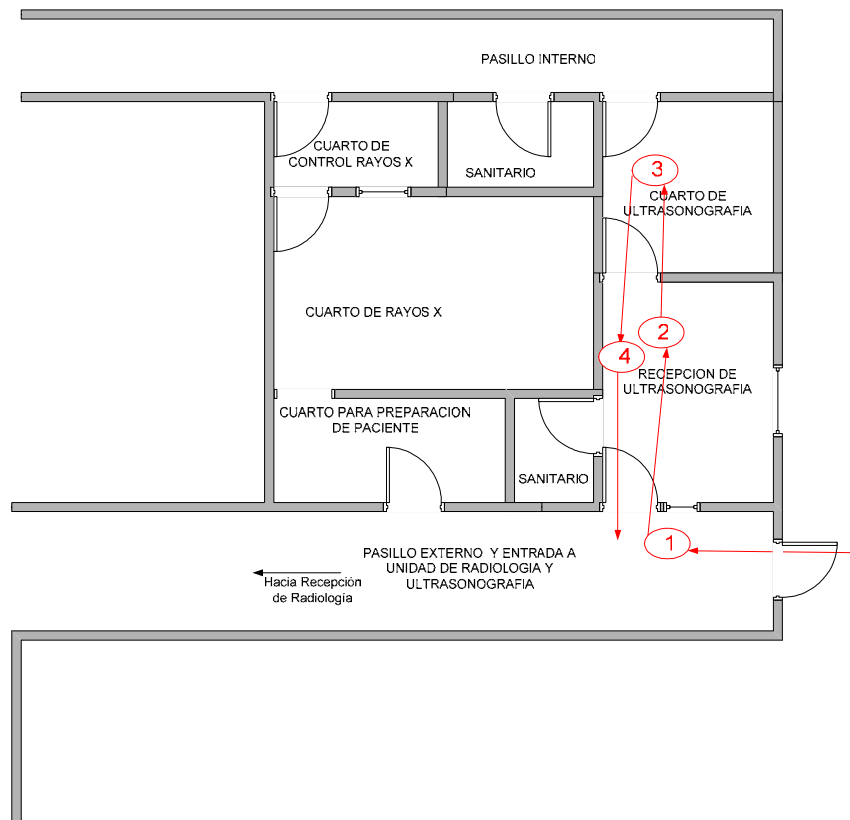 PASILLO INTERNO
CUARTO DE
CONTROL RAYOS X
SANITARIO
3
CUARTO DE
ULTRASONOGRAFIA
CUARTO DE RAYOS X
2
4
RECEPCION DE
ULTRASONOGRAFIA
CUARTO PARA PREPARACION
DE PACIENTE
SANITARIO
1
PASILLO EXTERNO Y ENTRADA A
UNIDAD DE RADIOLOGIA Y
ULTRASONOGRAFIA
Hacia Recepción
de Radiología